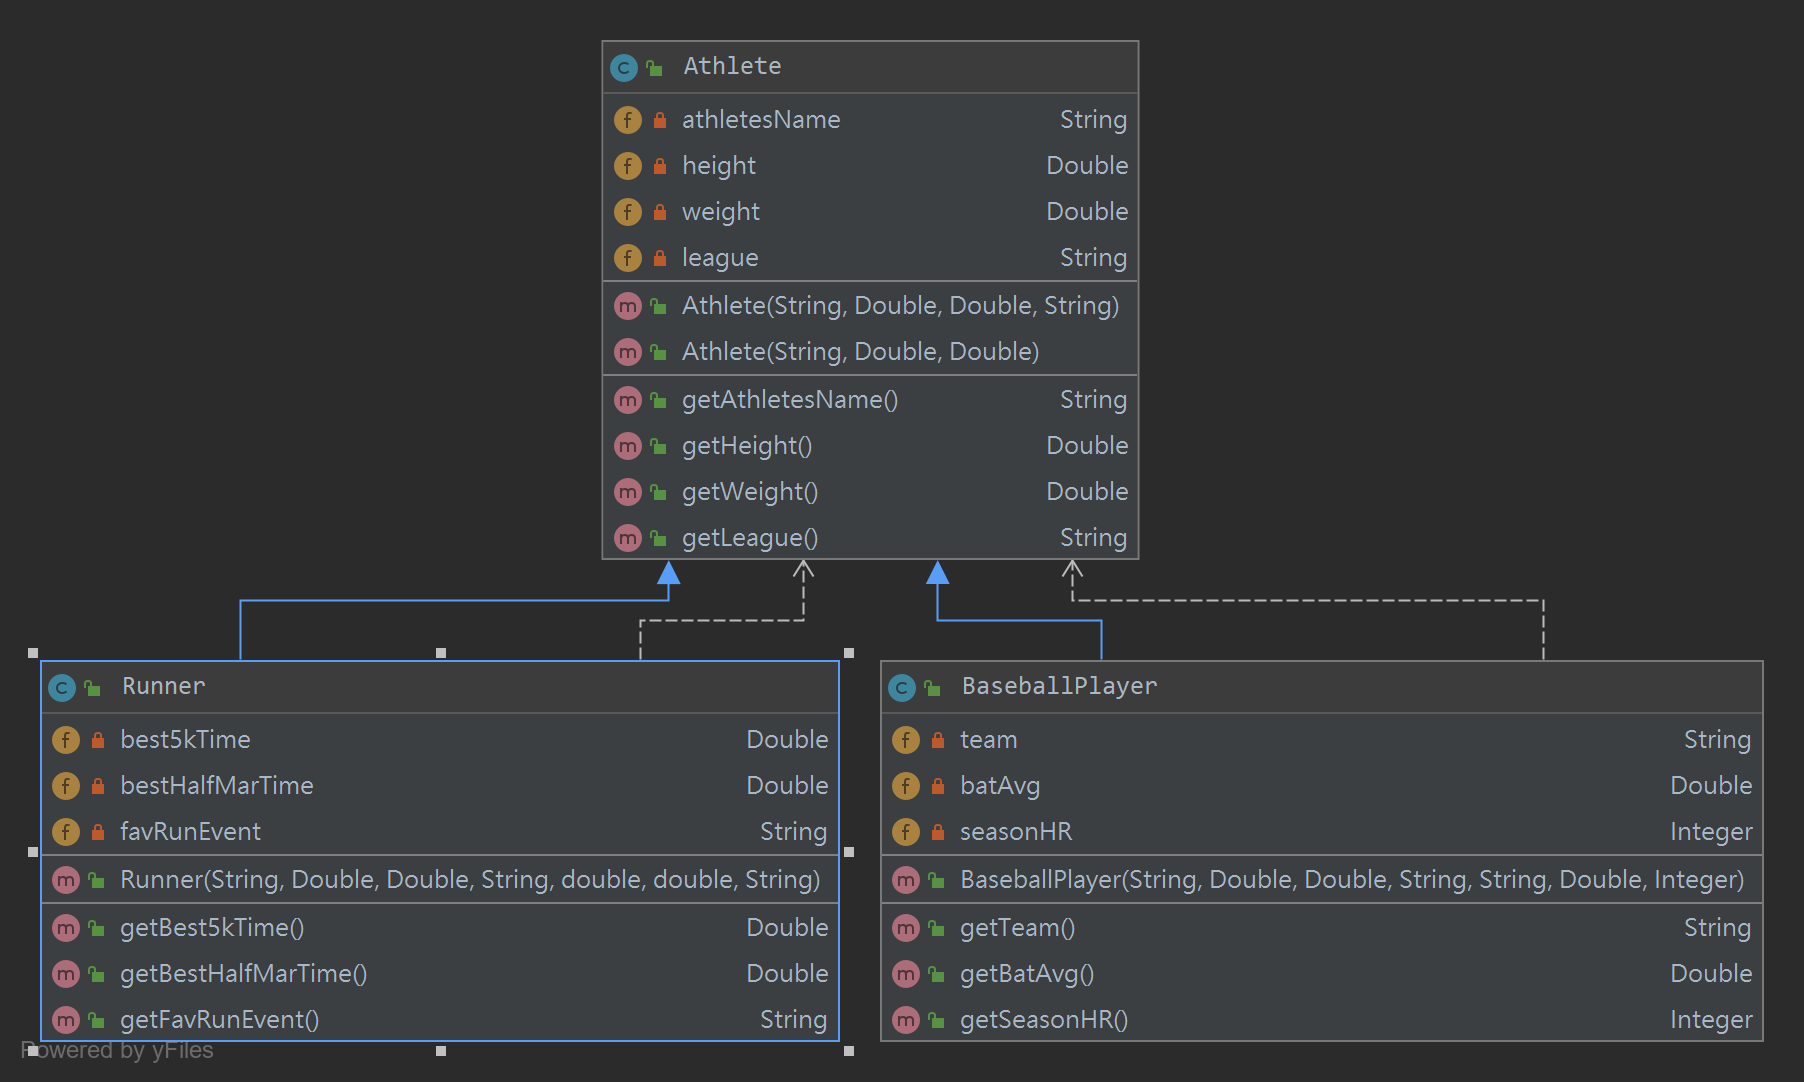 C Athlete
f athletesName String
f height Double
f weight Double
f league String
m Athlete(String, Double, Double, String)
m Athlete(String, Double, Double)
m getAthletesName() String
m getHeight() Double
m getWeight() Double
m getLeague() String
C Runner
f best5kTime Double
f bestHalfMarTime Double
f favRunEvent String
m Runner(String, Double, Double, String, double, double, String)
m getBest5kTime() Double
m getBestHalfMarTime() Double
m getFavRunEvent() String
C BaseballPlayer
f team String
f batAvg Double
f seasonHR Integer
m BaseballPlayer(String, Double, Double, String, String, Double, Integer)
m getTeam() String
m getBatAvg() Double
m getSeasonHR() Integer
Powered by yFiles